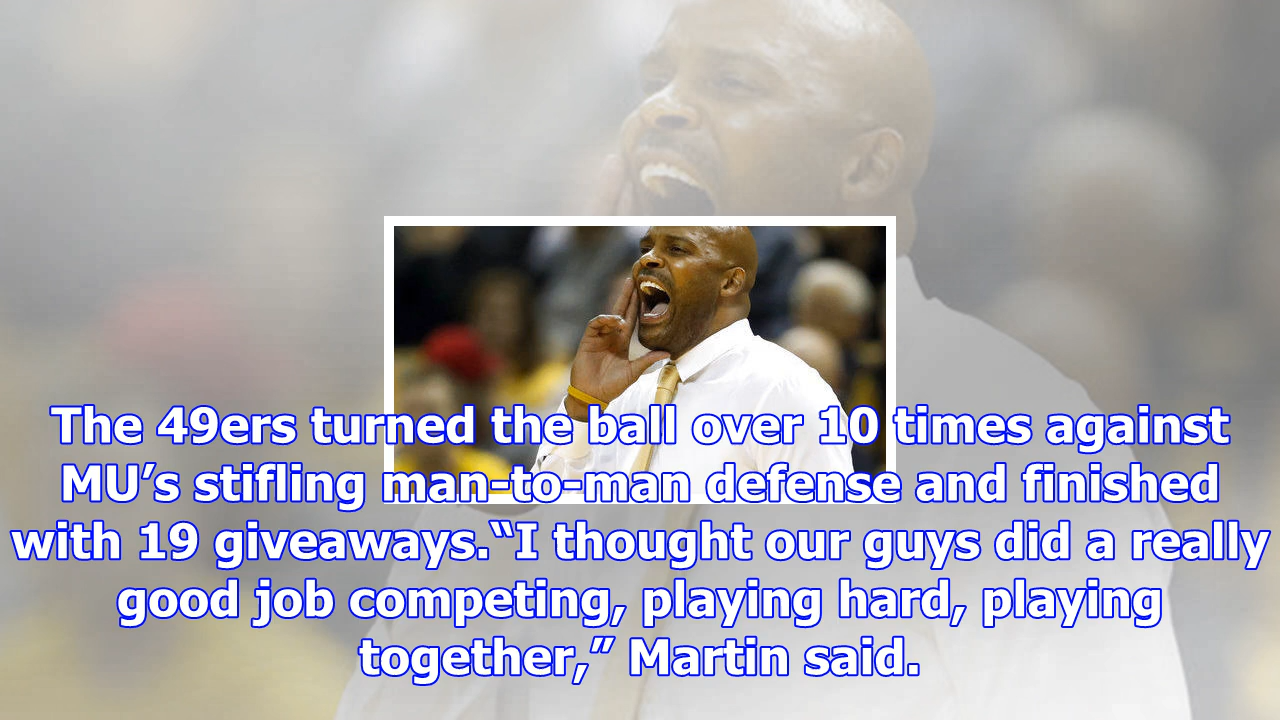 The 49ers turned the ball over 10 times against
MU’s stifling man-to-man defense and finished
with 19 giveaways.“I thought our guys did a really
good job competing, playing hard, playing
together,” Martin said.